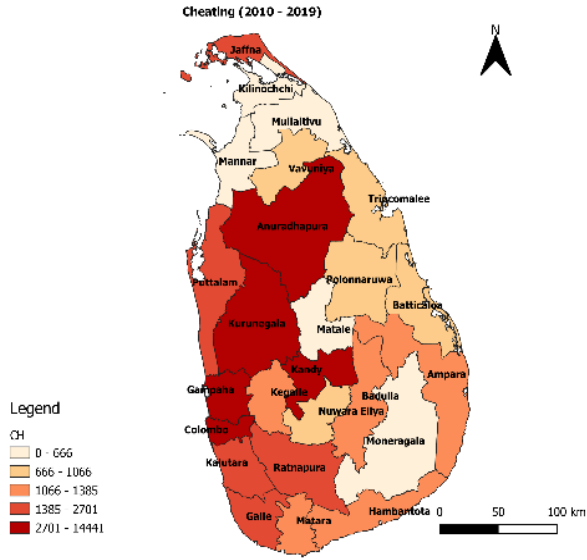 Cheating (2010 - 2019)
N
Jaffna
Kilinochchi
Mullaitivu
Mannar
Vavuniya
Trincomalee
Anuradhapura
Puttalam
Polonnaruwa
Batticaloa
Kurunegala
Matale
Kandy
Ampara
Gampaha
Kegalle
Badulla
Nuwara Eliya
Colombo
Moneragala
Kalutara
Ratnapura
Hambantota
Galle
Matara
Legend
CH
0 - 666
666 - 1066
1066 - 1385
1385 - 2701
2701 - 14441
0 50 100 km